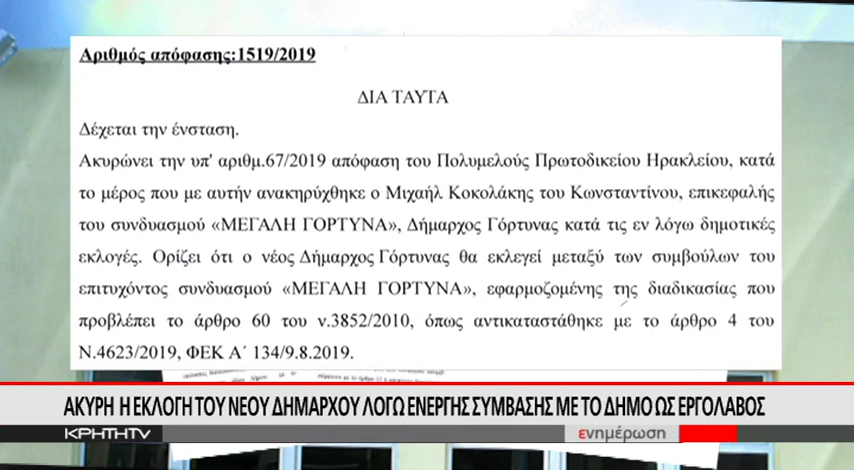 Αριθμός απόφασης:1519/2019
ΔΙΑ ΤΑΥΤΑ
Δέχεται την ένσταση.
Ακυρώνει την υπ' αριθμ.67/2019 απόφαση του Πολυμελούς Πρωτοδικείου Ηρακλείου, κατά
το μέρος που με αυτήν ανακηρύχθηκε ο Μιχαήλ Κοκολάκης του Κωνσταντίνου, επικεφαλής
του συνδυασμού «ΜΕΓΑΛΗ ΓΟΡΤΥΝΑ», Δήμαρχος Γόρτυνας κατά τις εν λόγω δημοτικές
εκλογές. Ορίζει ότι ο νέος Δήμαρχος Γόρτυνας θα εκλεγεί μεταξύ των συμβούλων του
επιτυχόντος συνδυασμού «ΜΕΓΑΛΗ ΓΟΡΤΥΝΑ», εφαρμοζομένης της διαδικασίας που
προβλέπει το άρθρο 60 του ν.3852/2010, όπως αντικαταστάθηκε με το άρθρο 4 του
Ν.4623/2019, ΦΕΚ Α΄ 134/9.8.2019.
ΑΚΥΡΗ Η ΕΚΛΟΓΗ ΤΟΥ ΝΕΟΥ ΔΗΜΑΡΧΟΥ ΛΟΓΩ ΕΝΕΡΓΗΣ ΣΥΜΒΑΣΗΣ ΜΕ ΤΟ ΔΗΜΟ ΩΣ ΕΡΓΟΛΑΒΟΣ
ΚΡΗΤΗTV
ενημέρωση